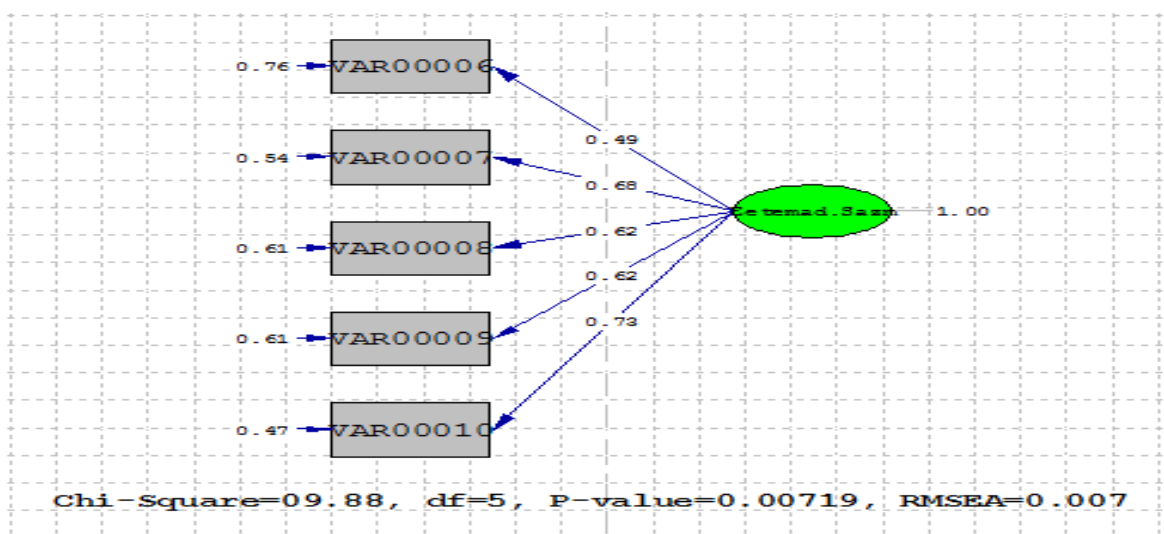 0.76 VAR00006
0.49
0.54 VAR00007
0.68
1.00
0.61 VAR00008
0.62
0.62
0.61 VAR00009
0.73
0.47 VAR00010
Chi-Square=09.88, df=5, P-value=0.00719, RMSEA=0.007